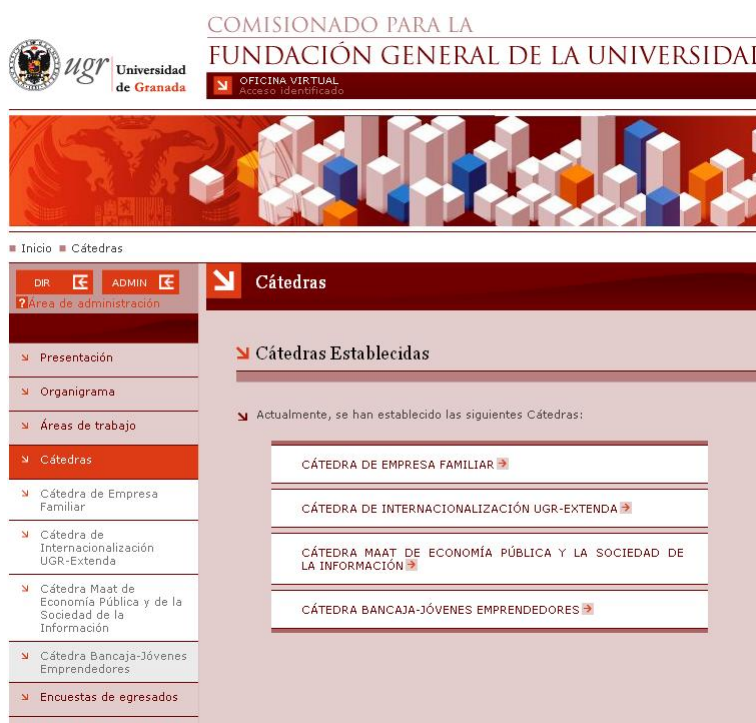 COMISIONADO PARA LA
FUNDACIÓN GENERAL DE LA UNIVERSIDAD
ugr Universidad
de Granada
OFICINA VIRTUAL
Acceso identificado
Inicio Cátedras
DIR ADMIN
?Área de administración
Cátedras
Presentación
Organigrama
Áreas de trabajo
Cátedras
Cátedra de Empresa
Familiar
Cátedra de
Internacionalización
UGR-Extenda
Cátedra Maat de
Economía Pública y de la
Sociedad de la
Información
Cátedra Bancaja-Jóvenes
Emprendedores
Encuestas de egresados
Cátedras Establecidas
Actualmente, se han establecido las siguientes Cátedras:
CÁTEDRA DE EMPRESA FAMILIAR
CÁTEDRA DE INTERNACIONALIZACIÓN UGR-EXTENDA
CÁTEDRA MAAT DE ECONOMÍA PÚBLICA Y LA SOCIEDAD DE
LA INFORMACIÓN
CÁTEDRA BANCAJA-JÓVENES EMPRENDEDORES